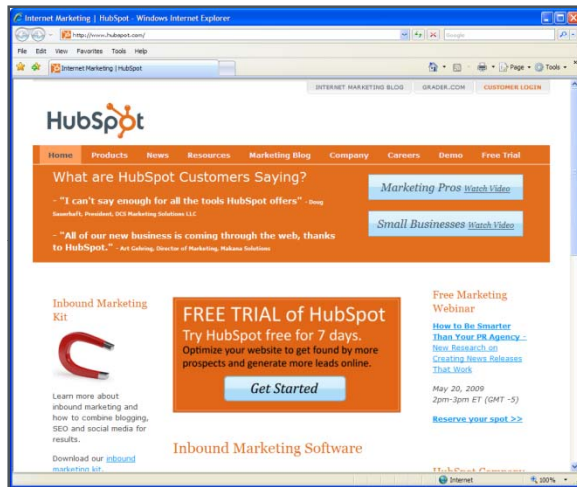 Internet Marketing | HubSpot - Windows Internet Explorer
http://www.hubspot.com/
Google
File Edit View Favorites Tools Help
Internet Marketing | HubSpot
Page Tools
INTERNET MARKETING BLOG GRADER.COM CUSTOMER LOGIN
HubSpot
Home Products News Resources Marketing Blog Company Careers Demo Free Trial
What are HubSpot Customers Saying?
- "I can't say enough for all the tools HubSpot offers" - Doug
President, DCS Marketing Solutions LLC
- "All of our new business is coming through the web, thanks
to HubSpot." - Art Director of Marketing, Makana Solutions
Marketing Pros Watch Video
Small Businesses Watch Video
Inbound Marketing
Kit
Learn more about
inbound marketing and
how to combine blogging,
SEO and social media for
results.
Download our inbound
marketing kit.
FREE TRIAL of HubSpot
Try HubSpot free for 7 days.
Optimize your website to get found by more
prospects and generate more leads online.
Get Started
Inbound Marketing Software
Free Marketing
Webinar
How to Be Smarter
Than Your PR Agency -
New Research on
Creating News Releases
That Work
May 20, 2009
2pm-3pm ET (GMT -5)
Reserve your spot >>
HubSpot Company
Internet 100%